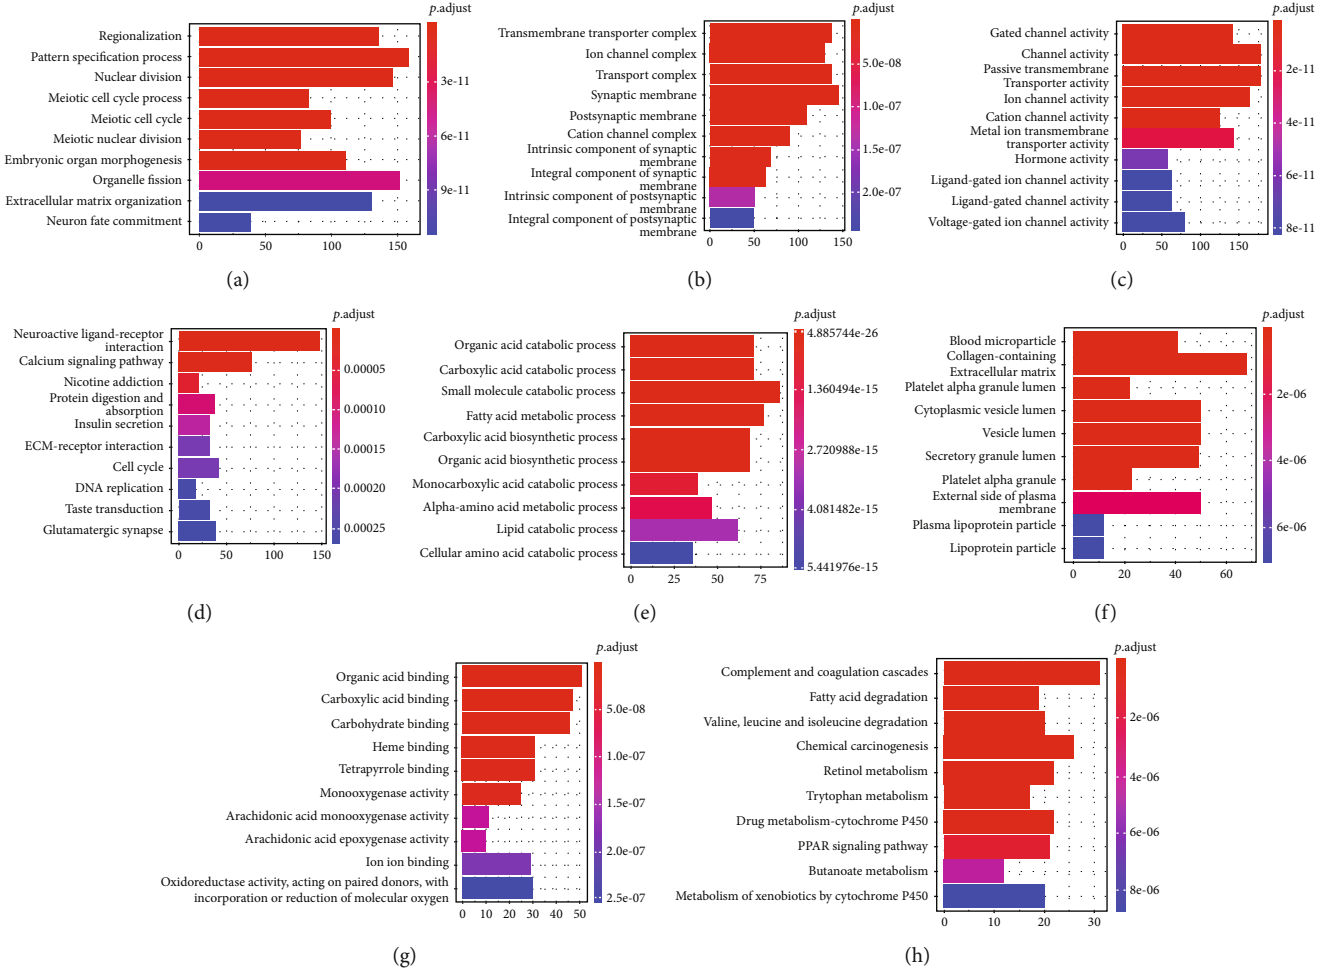 p.adjust
Regionalization
Pattern specification process
Nuclear division
Meiotic cell cycle process
Meiotic cell cycle
Meiotic nuclear division
Embryonic organ morphogenesis
Organelle fission
Extracellular matrix organization
Neuron fate commitment
3e-11
6e-11
9e-11
0 50 100 150
(a)
p.adjust
Transmembrane transporter complex
Ion channel complex
Transport complex
Synaptic membrane
Postsynaptic membrane
Cation channel complex
Intrinsic component of synaptic
membrane
Integral component of synaptic
membrane
Intrinsic component of postsynaptic
membrane
Integral component of postsynaptic
membrane
5.0e-08
1.0e-07
1.5e-07
2.0e-07
0 50 100 150
(b)
p.adjust
Gated channel activity
Channel activity
Passive transmembrane
Transporter activity
Ion channel activity
Cation channel activity
Metal ion transmembrane
transporter activity
Hormone activity
Ligand-gated ion channel activity
Ligand-gated channel activity
Voltage-gated ion channel activity
2e-11
4e-11
6e-11
8e-11
0 50 100 150
(c)
p.adjust
Neuroactive ligand-receptor
interaction
Calcium signaling pathway
Nicotine addiction
Protein digestion and
absorption
Insulin secretion
ECM-receptor interaction
Cell cycle
DNA replication
Taste transduction
Glutamatergic synapse
0.00005
0.00010
0.00015
0.00020
0.00025
0 50 100 150
(d)
p.adjust
Organic acid catabolic process
Carboxylic acid catabolic process
Small molecule catabolic process
Fatty acid metabolic process
Carboxylic acid biosynthetic process
Organic acid biosynthetic process
Monocarboxylic acid catabolic process
Alpha-amino acid metabolic process
Lipid catabolic process
Cellular amino acid catabolic process
4.885744e-26
1.360494e-15
2.720988e-15
4.081482e-15
5.441976e-15
0 25 50 75
(e)
p.adjust
Blood microparticle
Collagen-containing
Extracellular matrix
Platelet alpha granule lumen
Cytoplasmic vesicle lumen
Vesicle lumen
Secretory granule lumen
Platelet alpha granule
External side of plasma
membrane
Plasma lipoprotein particle
Lipoprotein particle
2e-06
4e-06
6e-06
0 20 40 60
(f)
p.adjust
Organic acid binding
Carboxylic acid binding
Carbohydrate binding
Heme binding
Tetrapyrrole binding
Monooxygenase activity
Arachidonic acid monooxygenase activity
Arachidonic acid epoxygenase activity
Ion ion binding
Oxidoreductase activity, acting on paired donors, with
incorporation or reduction of molecular oxygen
5.0e-08
1.0e-07
1.5e-07
2.0e-07
2.5e-07
0 10 20 30 40 50
(g)
p.adjust
Complement and coagulation cascades
Fatty acid degradation
Valine, leucine and isoleucine degradation
Chemical carcinogenesis
Retinol metabolism
Trytophan metabolism
Drug metabolism-cytochrome P450
PPAR signaling pathway
Butanoate metabolism
Metabolism of xenobiotics by cytochrome P450
2e-06
4e-06
6e-06
8e-06
0 10 20 30
(h)